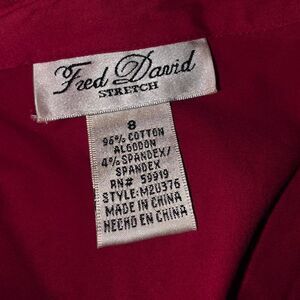 Fred David
STRETCH
8
96% COTTON
ALGODON
4% SPANDEX/
SPANDEX
RN# 59919
STYLE:M2U376
MADE IN CHINA
HECHO EN CHINA